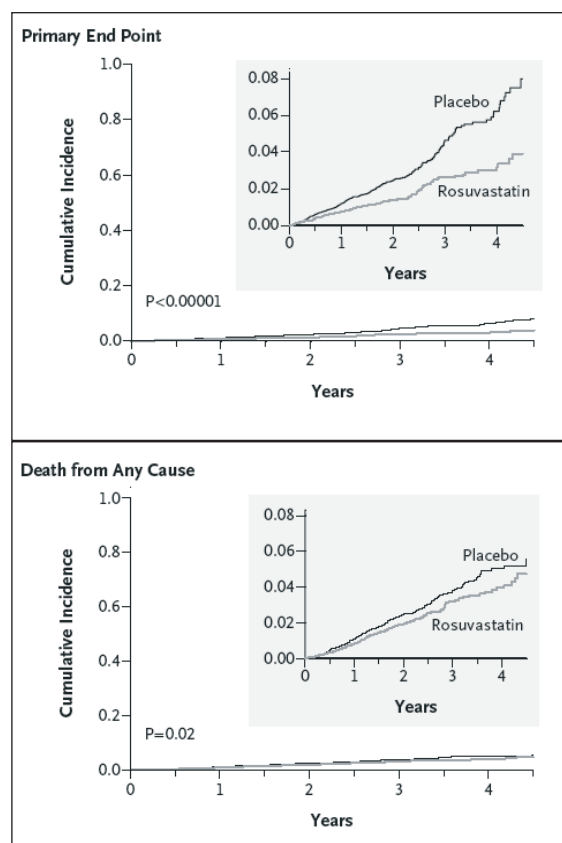 Primary End Point
1.0
0.8
0.6
0.4
0.2
0.0
Cumulative Incidence
P<0.00001
0 1 2 3 4
Years
0.08
0.06
0.04
0.02
0.00
Placebo
Rosuvastatin
0 1 2 3 4
Years
Death from Any Cause
1.0
0.8
0.6
0.4
0.2
0.0
Cumulative Incidence
P=0.02
0 1 2 3 4
Years
0.08
0.06
0.04
0.02
0.00
Placebo
Rosuvastatin
0 1 2 3 4
Years